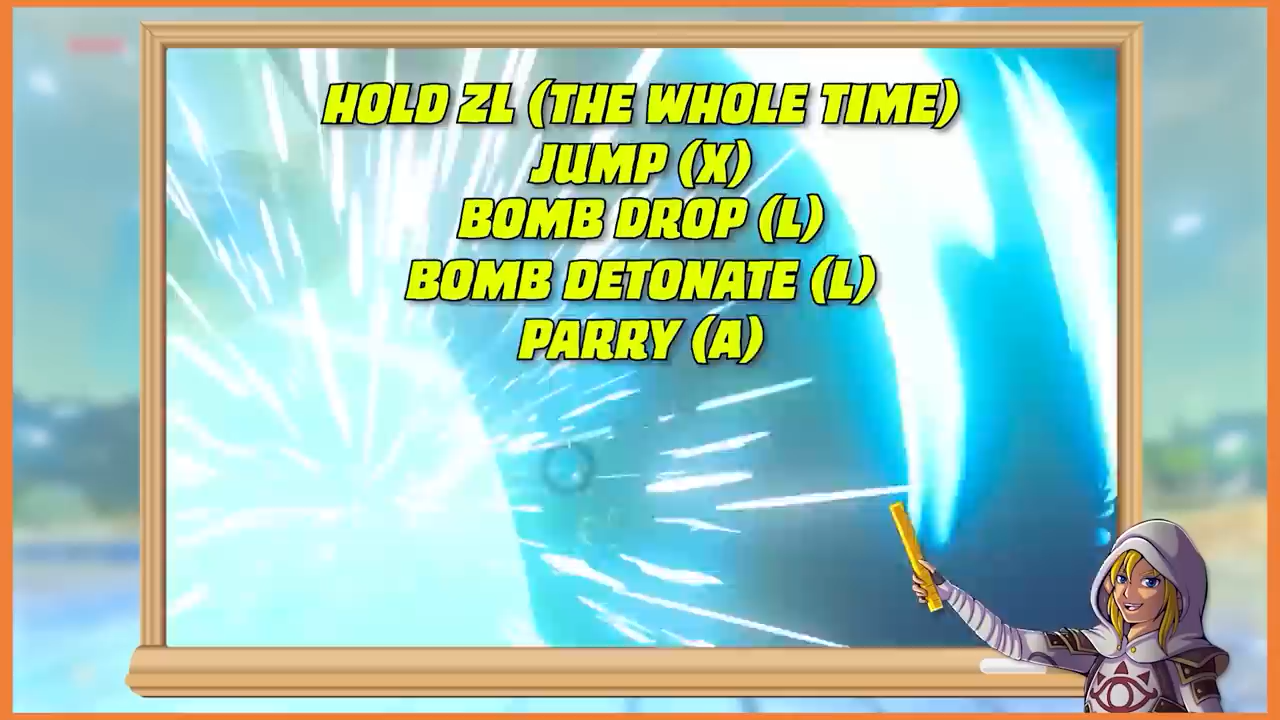 HOLD ZL (THE WHOLE TIME)
JUMP (X)
BOMB DROP (L)
BOMB DETONATE (L)
PARRY (A)